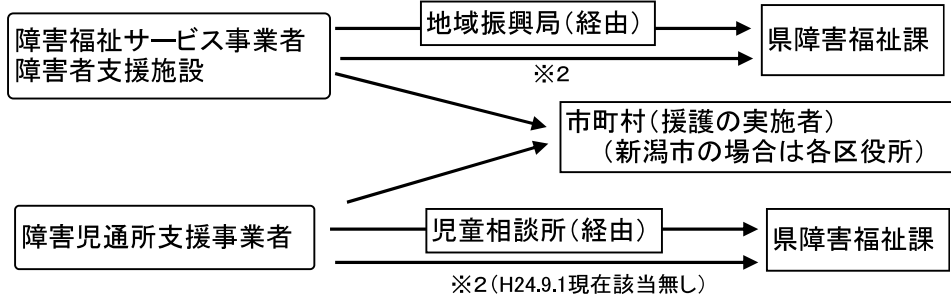 障害福祉サービス事業者
障害者支援施設
地域振興局（経由）
県障害福祉課
※２
市町村（援護の実施者）
（新潟市の場合は各区役所）
障害児通所支援事業者
児童相談所（経由）
県障害福祉課
※２（H24.9.1現在該当無し）